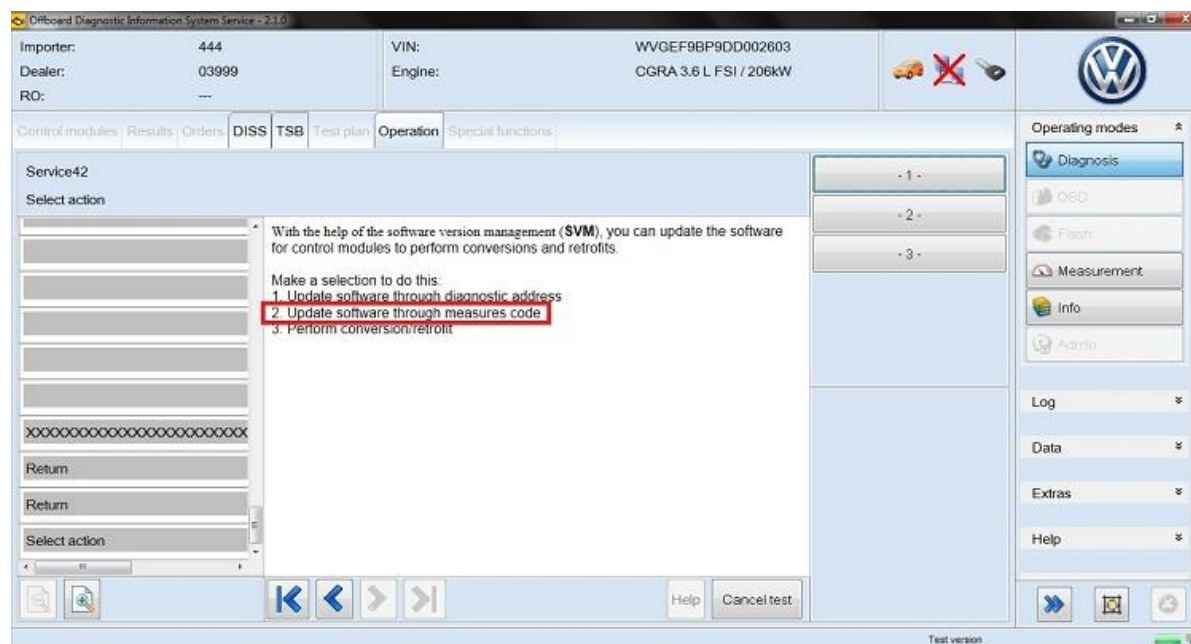 Offboard Diagnostic Information System Service - 2.1.0
Importer: 444 VIN: WVGEF9BP9DD002603
Dealer: 03999 Engine: CGRA 3.6 L FSI / 206kW
RO: ---
Control modules Results Orders DISS TSB Test plan Operation Special functions
Service42
Select action
- 1 -
- 2 -
- 3 -
With the help of the software version management (SVM), you can update the software
for control modules to perform conversions and retrofits.
Make a selection to do this:
1. Update software through diagnostic address
2. Update software through measures code
3. Perform conversion/retrofit
XXXXXXXXXXXXXXXXXXXXXXXX
Return
Return
Select action
Help Cancel test
Operating modes
Diagnosis
OBD
Flash
Measurement
Info
Admin
Log
Data
Extras
Help
Test version